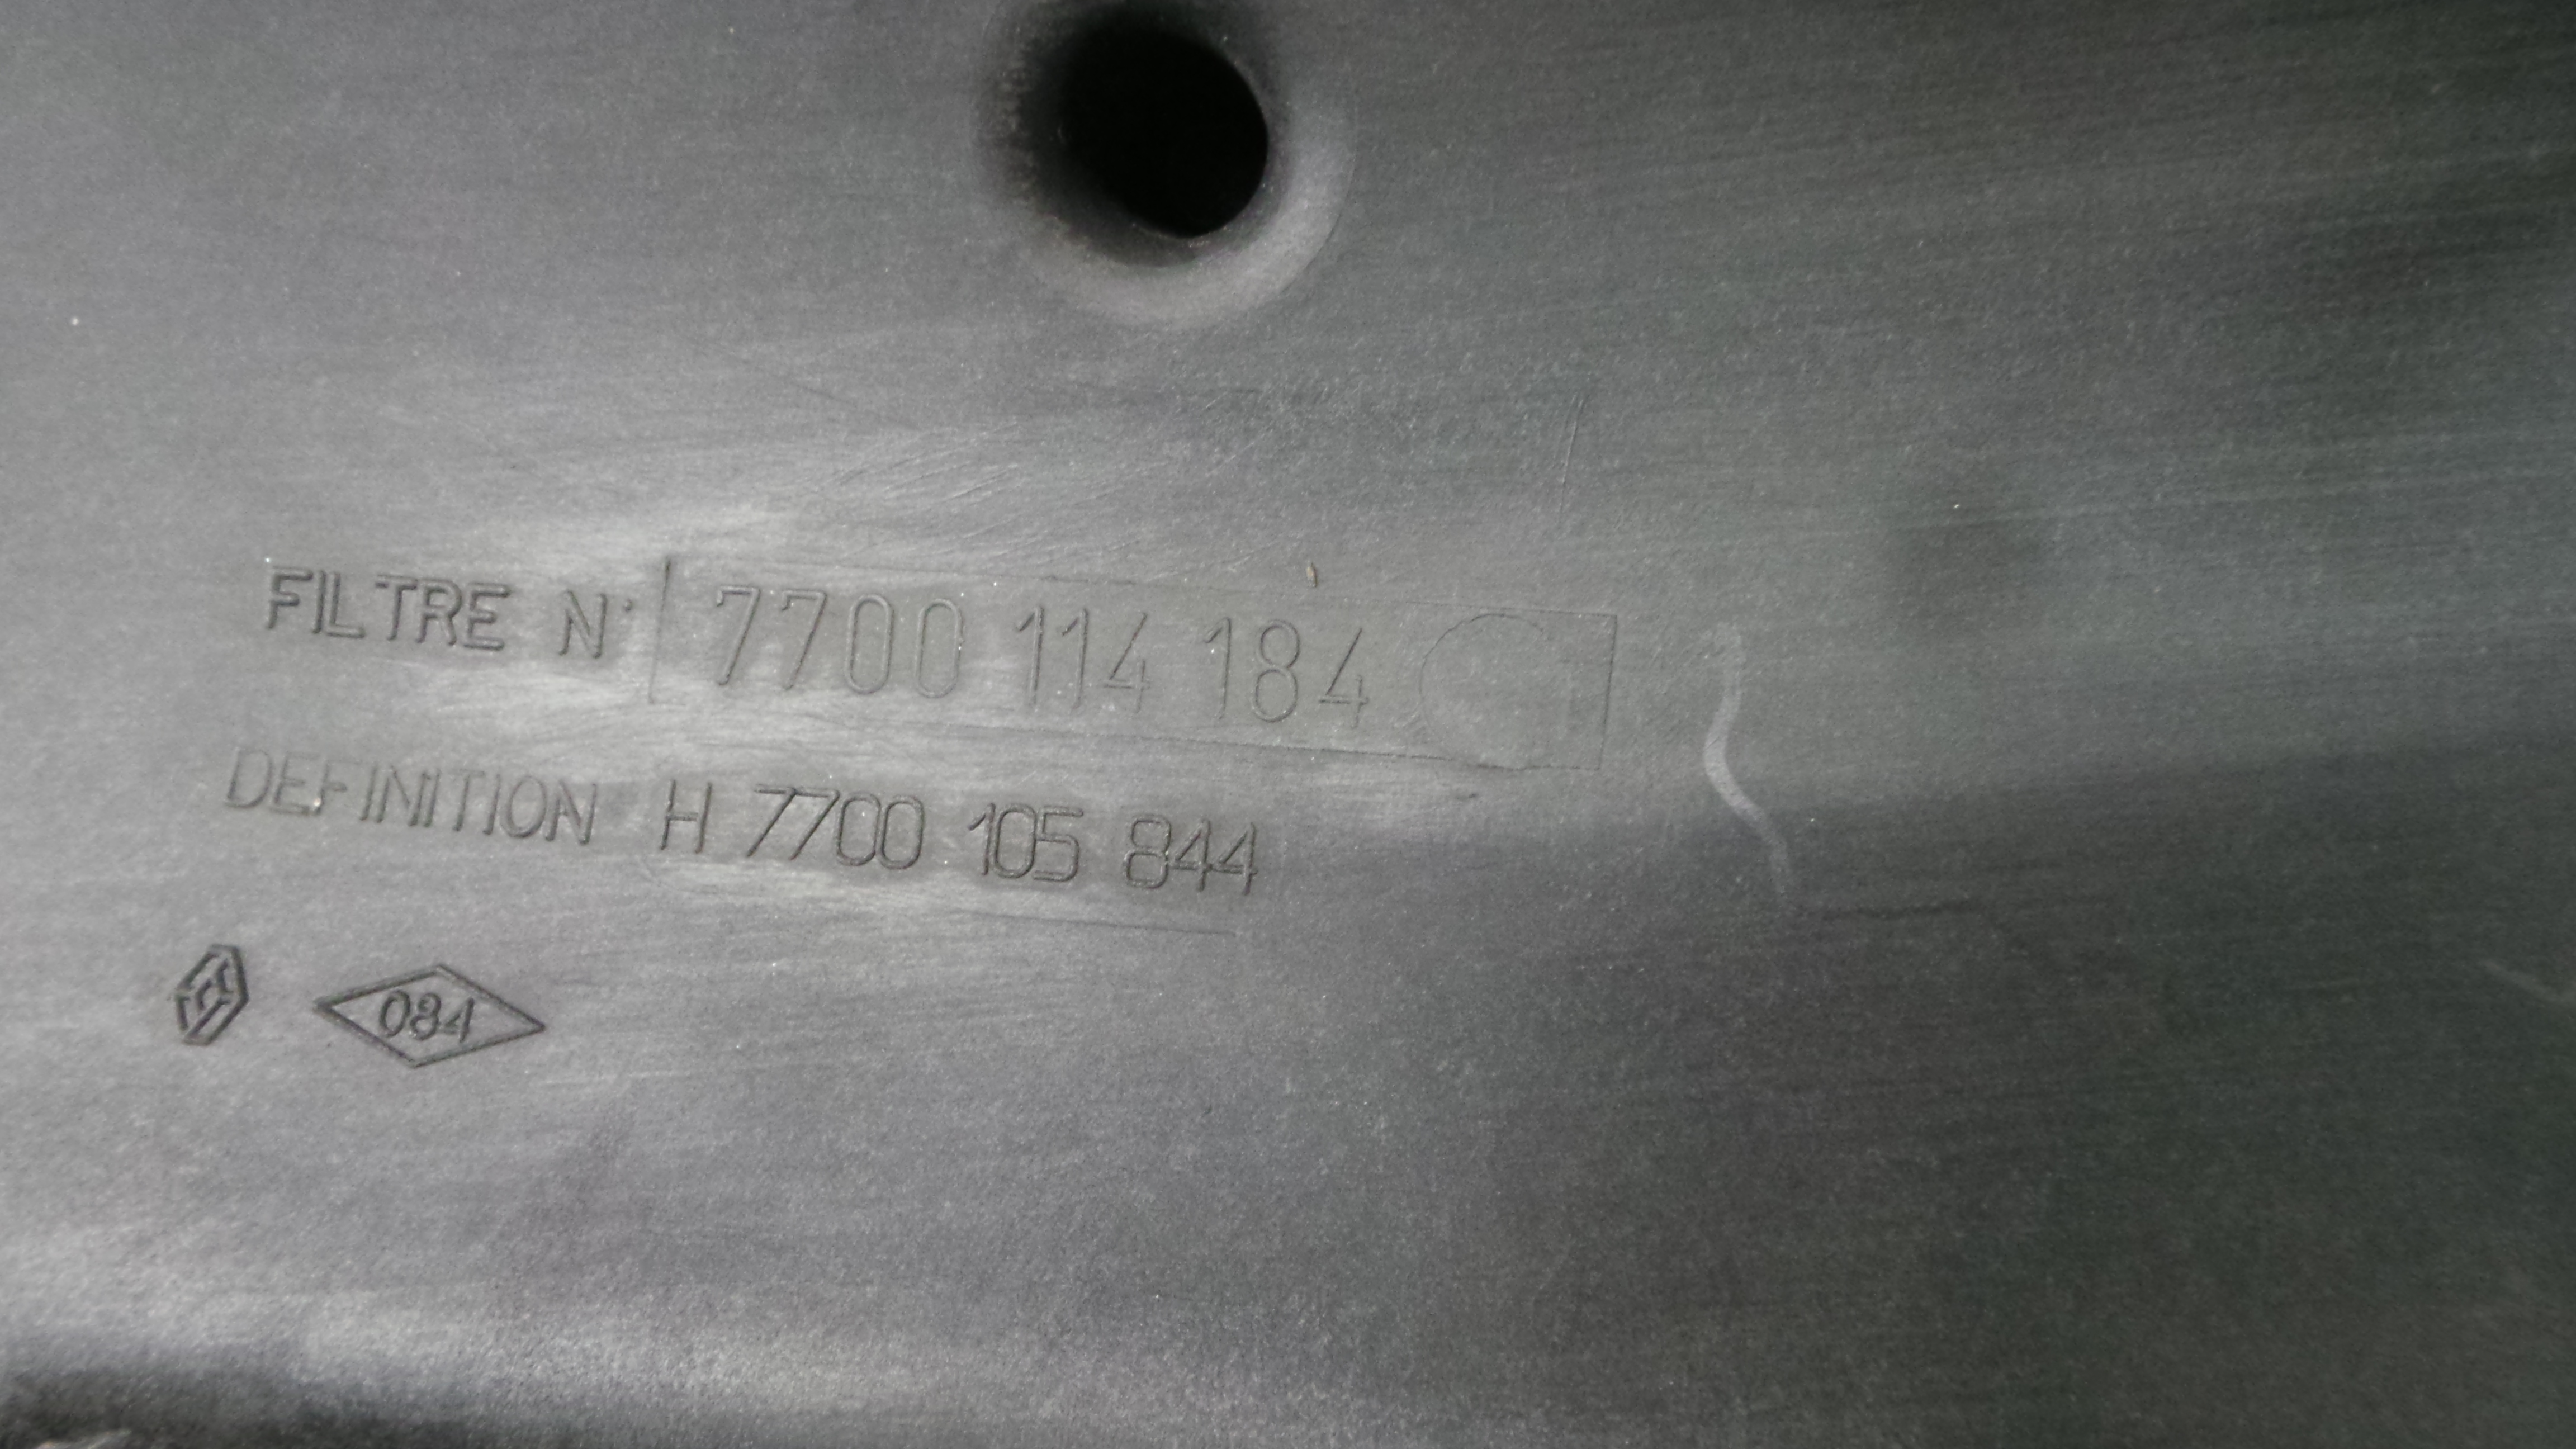 FILTRE N° 7700 114 184
DEFINITION H 7700 105 844
084